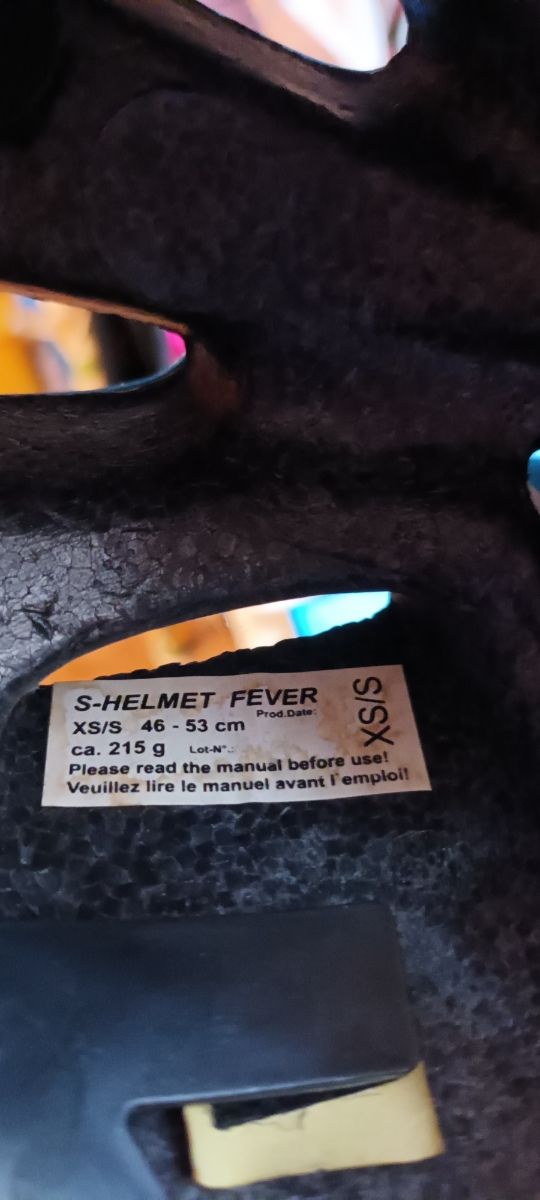 S-HELMET FEVER
Prod.Date:
XS/S 46 - 53 cm
ca. 215 g Lot-N°.:
Please read the manual before use!
Veuillez lire le manuel avant l'emploi!
XS/S